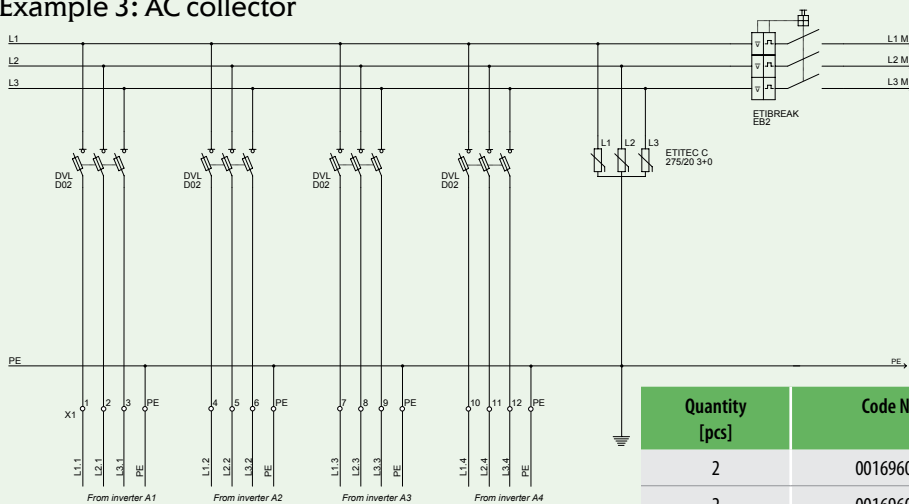 Example 3: AC collector
L1
L1 M
L2
L2 M
L3
L3 M
ETIBREAK
EB2
L1 L2 L3
ETITEC C
275/20 3+0
DVL
D02
DVL
D02
DVL
D02
DVL
D02
PE
PE
X1
1 2 3 PE
4 5 6 PE
7 8 9 PE
10 11 12 PE
L1.1 L2.1 L3.1 PE
L1.2 L2.2 L3.2 PE
L1.3 L2.3 L3.3 PE
L1.4 L2.4 L3.4 PE
From inverter A1
From inverter A2
From inverter A3
From inverter A4
Quantity
[pcs]
Code N
2
0016960